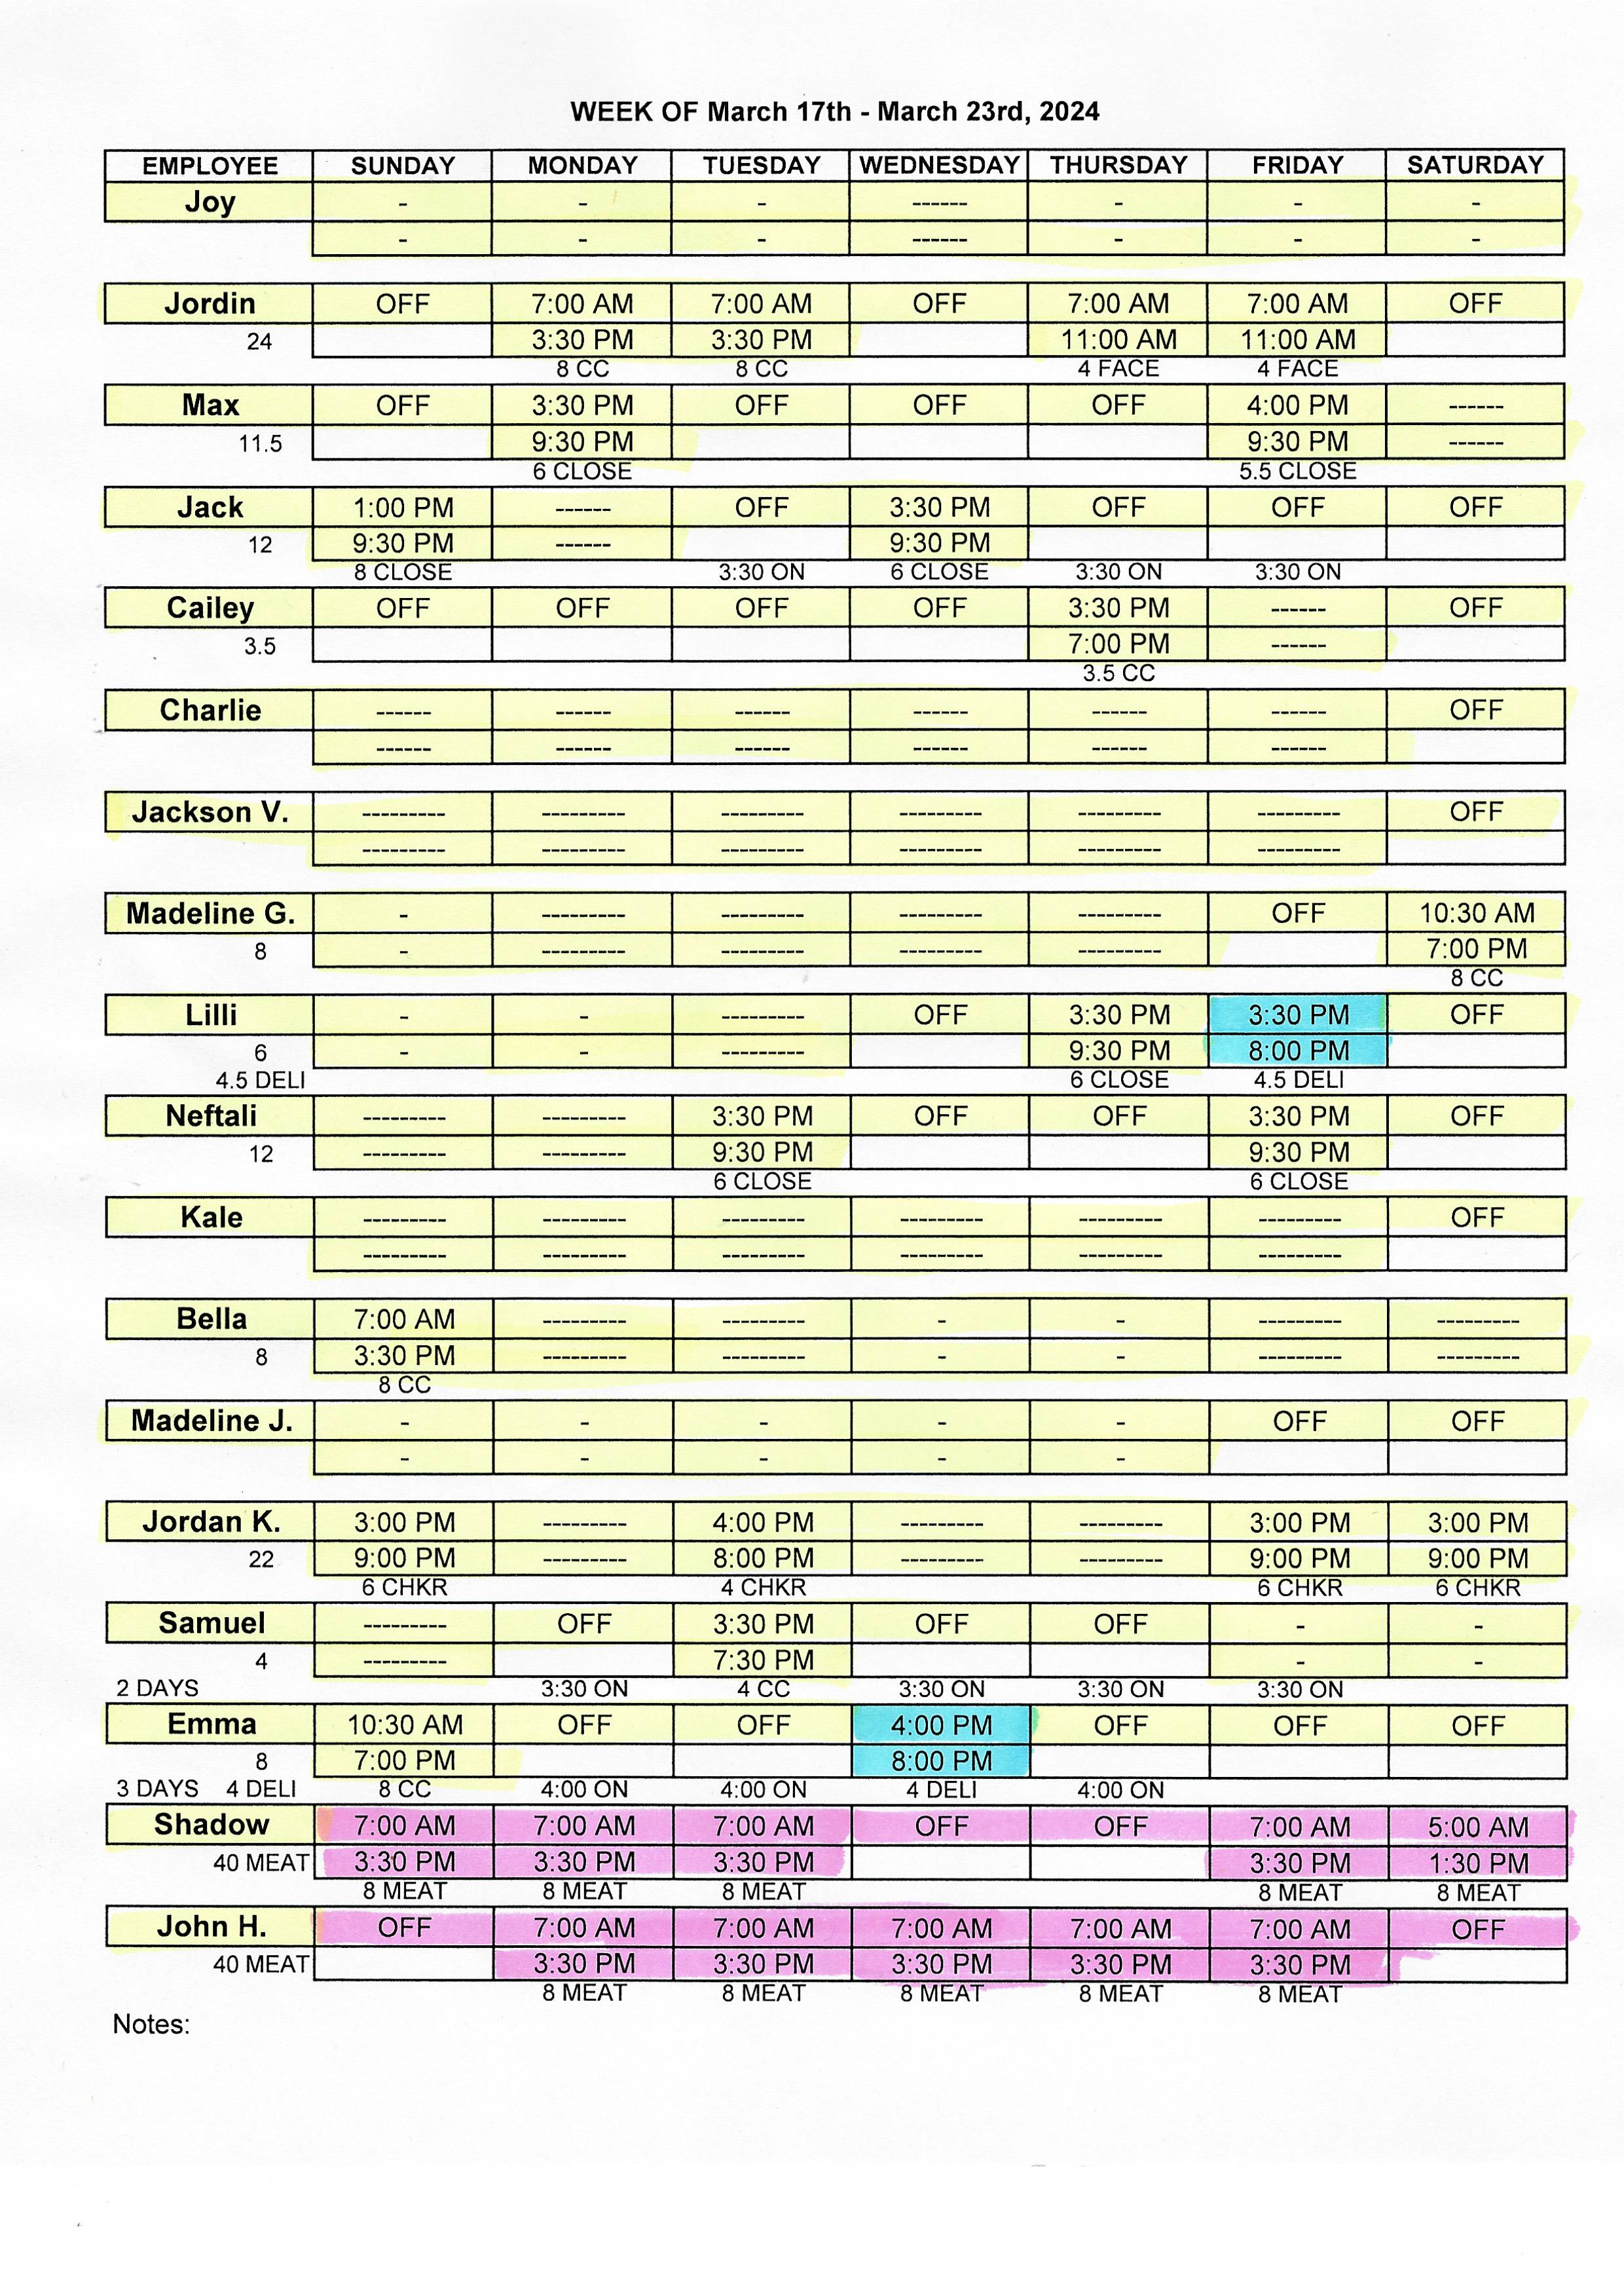 WEEK OF March 17th - March 23rd, 2024
EMPLOYEE SUNDAY MONDAY TUESDAY WEDNESDAY THURSDAY FRIDAY SATURDAY
Joy - - - ------ - - -
- - - ------ - - -
Jordin OFF 7:00 AM 7:00 AM OFF 7:00 AM 7:00 AM OFF
24 3:30 PM 3:30 PM 11:00 AM 11:00 AM
8 CC 8 CC 4 FACE 4 FACE
Max OFF 3:30 PM OFF OFF OFF 4:00 PM ------
11.5 9:30 PM 9:30 PM ------
6 CLOSE 5.5 CLOSE
Jack 1:00 PM ------ OFF 3:30 PM OFF OFF OFF
12 9:30 PM ------ 9:30 PM
8 CLOSE 3:30 ON 6 CLOSE 3:30 ON 3:30 ON
Cailey OFF OFF OFF OFF 3:30 PM ------ OFF
3.5 7:00 PM ------
3.5 CC
Charlie ------ ------ ------ ------ ------ ------ OFF
------ ------ ------ ------ ------ ------
Jackson V. --------- --------- --------- --------- --------- --------- OFF
--------- --------- --------- --------- --------- ---------
Madeline G. - --------- --------- --------- --------- OFF 10:30 AM
8 - --------- --------- --------- --------- 7:00 PM
8 CC
Lilli - - --------- OFF 3:30 PM 3:30 PM OFF
6 - - --------- 9:30 PM 8:00 PM
4.5 DELI 6 CLOSE 4.5 DELI
Neftali --------- --------- 3:30 PM OFF OFF 3:30 PM OFF
12 --------- --------- 9:30 PM 9:30 PM
6 CLOSE 6 CLOSE
Kale --------- --------- --------- --------- --------- --------- OFF
--------- --------- --------- --------- --------- ---------
Bella 7:00 AM --------- --------- - - --------- ---------
8 3:30 PM --------- --------- - - --------- ---------
8 CC
Madeline J. - - - - - OFF OFF
- - - - -
Jordan K. 3:00 PM --------- 4:00 PM --------- --------- 3:00 PM 3:00 PM
22 9:00 PM --------- 8:00 PM --------- --------- 9:00 PM 9:00 PM
6 CHKR 4 CHKR 6 CHKR 6 CHKR
Samuel --------- OFF 3:30 PM OFF OFF - -
4 --------- 7:30 PM - -
2 DAYS 3:30 ON 4 CC 3:30 ON 3:30 ON 3:30 ON
Emma 10:30 AM OFF OFF 4:00 PM OFF OFF OFF
8 7:00 PM 8:00 PM
3 DAYS 4 DELI 8 CC 4:00 ON 4:00 ON 4 DELI 4:00 ON
Shadow 7:00 AM 7:00 AM 7:00 AM OFF OFF 7:00 AM 5:00 AM
40 MEAT 3:30 PM 3:30 PM 3:30 PM 3:30 PM 1:30 PM
8 MEAT 8 MEAT 8 MEAT 8 MEAT 8 MEAT
John H. OFF 7:00 AM 7:00 AM 7:00 AM 7:00 AM 7:00 AM OFF
40 MEAT 3:30 PM 3:30 PM 3:30 PM 3:30 PM 3:30 PM
8 MEAT 8 MEAT 8 MEAT 8 MEAT 8 MEAT
Notes: